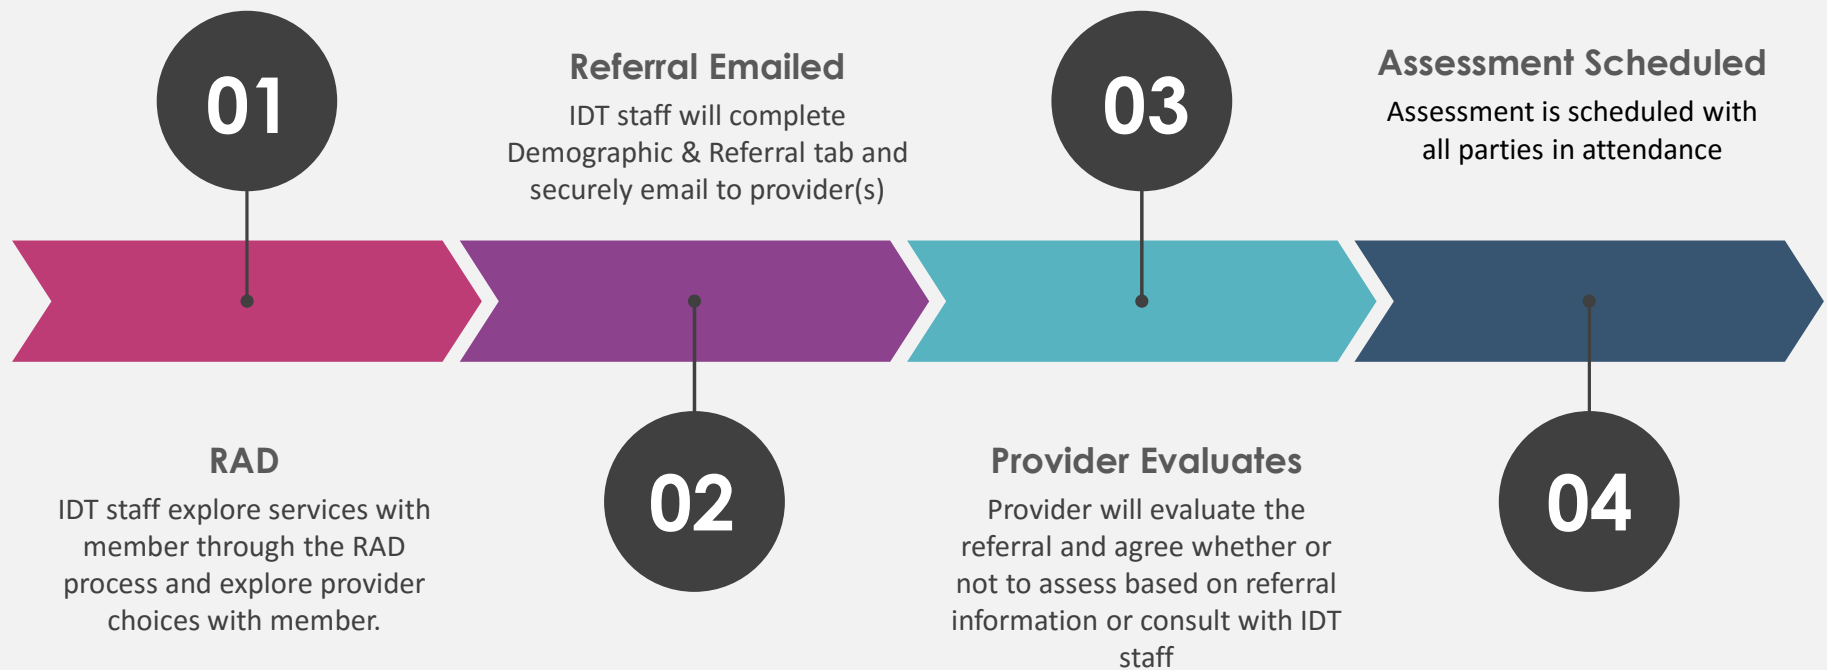 01
RAD
IDT staff explore services with
member through the RAD
process and explore provider
choices with member.
Referral Emailed
IDT staff will complete
Demographic & Referral tab and
securely email to provider(s)
02
03
Provider Evaluates
Provider will evaluate the
referral and agree whether or
not to assess based on referral
information or consult with IDT
staff
Assessment Scheduled
Assessment is scheduled with
all parties in attendance
04